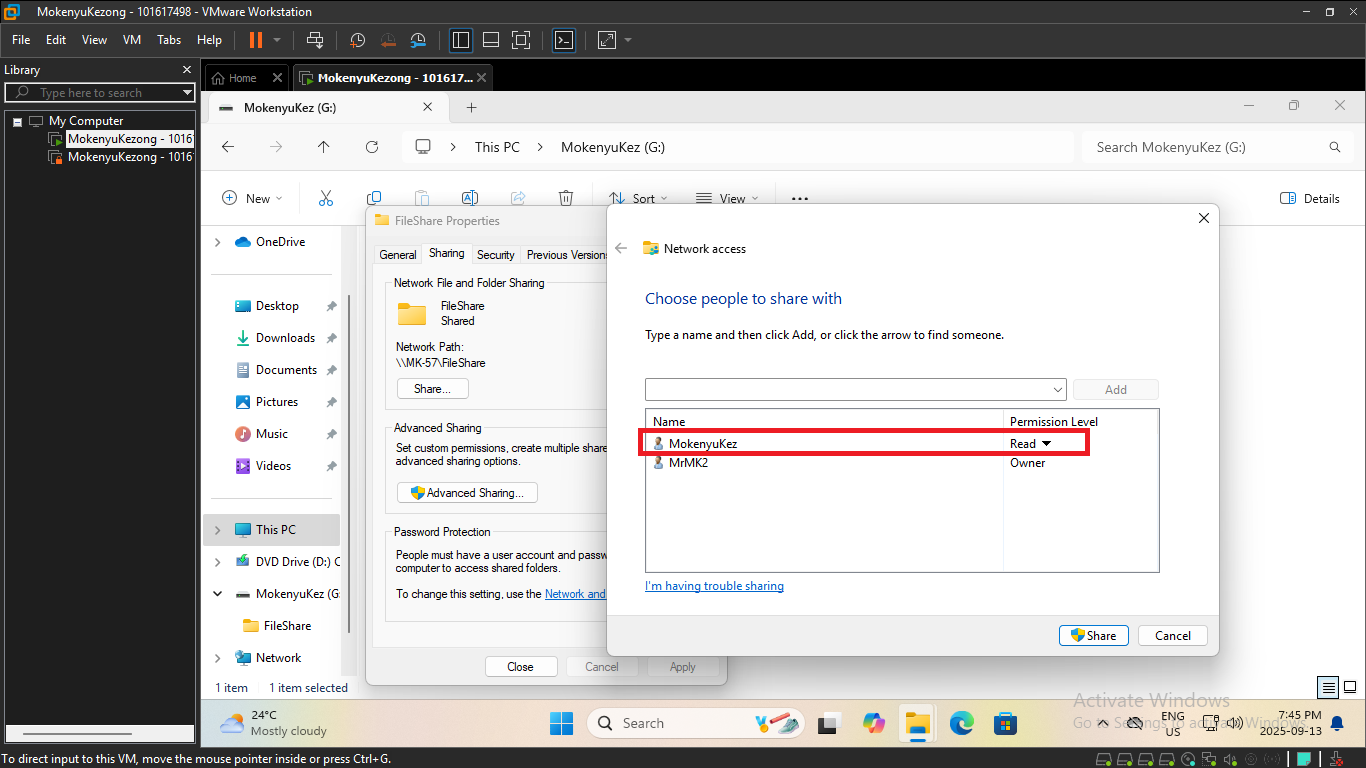 MokenyuKezong - 101617498 - VMware Workstation
File Edit View VM Tabs Help
Library
Type here to search
My Computer
MokenyuKezong - 1016
MokenyuKezong - 1016
Home
MokenyuKezong - 101617...
MokenyuKez (G:)
This PC
MokenyuKez (G:)
Search MokenyuKez (G:)
New
Sort
View
Details
OneDrive
Desktop
Downloads
Documents
Pictures
Music
Videos
This PC
DVD Drive (D:) C
MokenyuKez (G:
FileShare
Network
1 item 1 item selected
FileShare Properties
General Sharing Security Previous Versions
Network File and Folder Sharing
FileShare
Shared
Network Path:
\\MK-57\FileShare
Share...
Advanced Sharing
Set custom permissions, create multiple share
advanced sharing options.
Advanced Sharing...
Password Protection
People must have a user account and passw
computer to access shared folders.
To change this setting, use the Network and
Close Cancel Apply
Network access
Choose people to share with
Type a name and then click Add, or click the arrow to find someone.
Add
Name Permission Level
MokenyuKez Read
MrMK2 Owner
I'm having trouble sharing
Share Cancel
Activate Windows
Go to Settings to activate Windows.
24°C
Mostly cloudy
Search
ENG
US
7:45 PM
2025-09-13
To direct input to this VM, move the mouse pointer inside or press Ctrl+G.